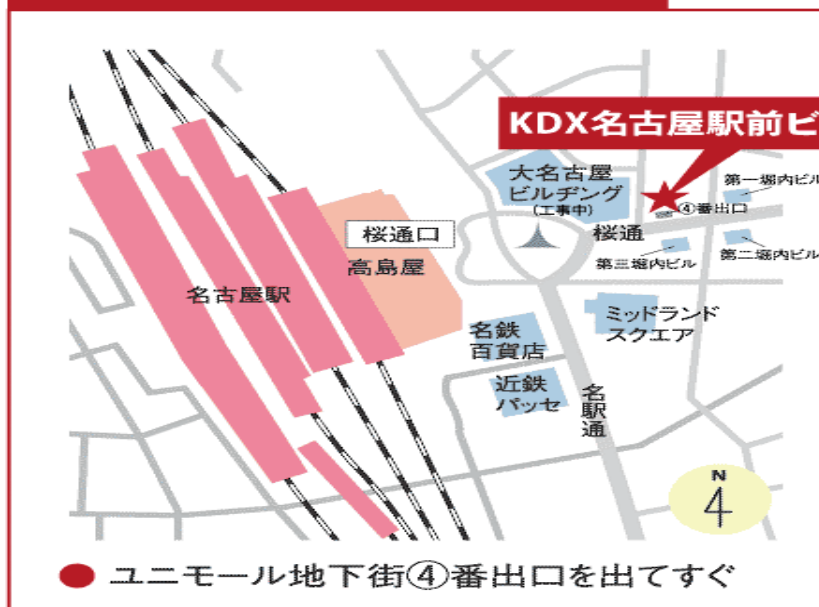 KDX名古屋駅前ビ
大名古屋
ビルヂング
(工事中)
第一堀内ビル
④番出口
桜通口
桜通
高島屋
第三堀内ビル
第二堀内ビル
名古屋駅
ミッドランド
スクエア
名鉄
百貨店
近鉄
パッセ
名駅通
N
● ユニモール地下街④番出口を出てすぐ